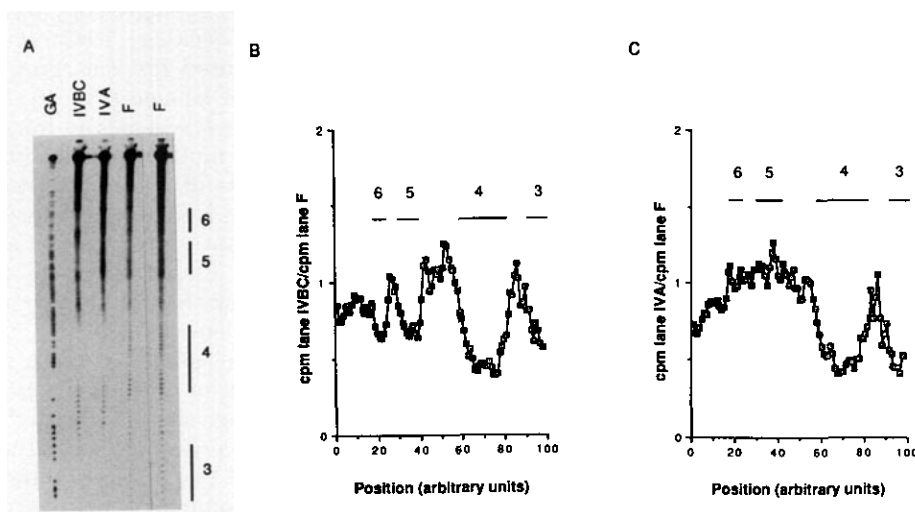 A
GA
IVBC
IVA
F
F
6
5
4
3
B
cpm lane IVBC/cpm lane F
2
1
0
6
5
4
3
0
20
40
60
80
100
Position (arbitrary units)
C
cpm lane IVA/cpm lane F
2
1
0
6
5
4
3
0
20
40
60
80
100
Position (arbitrary units)